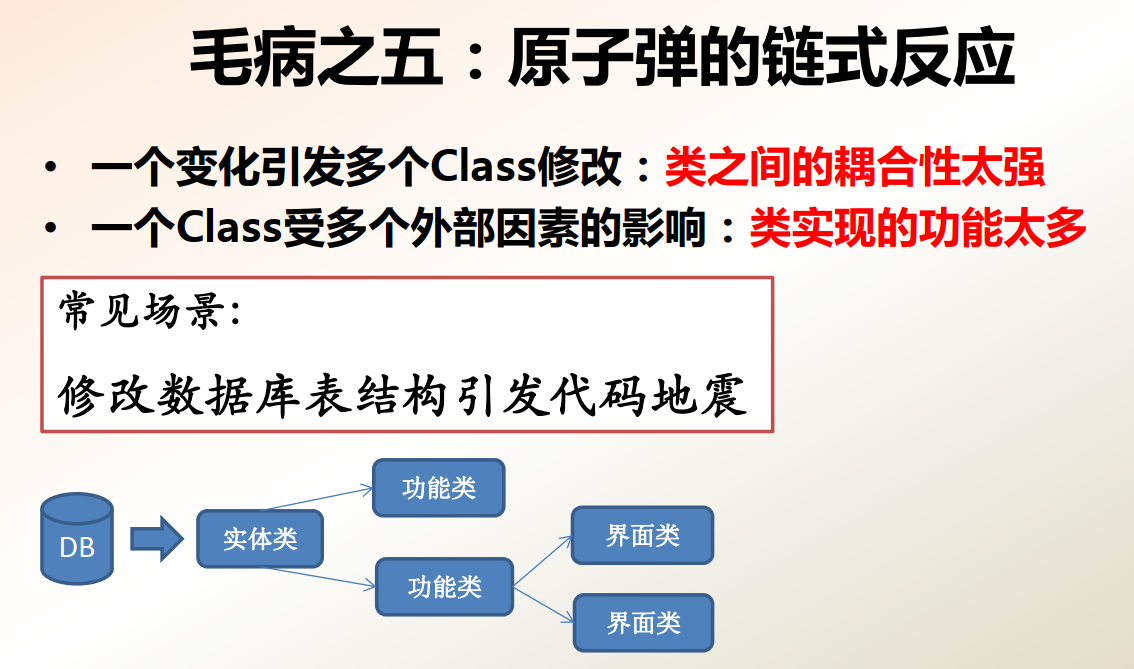 毛病之五：原子弹的链式反应
• 一个变化引发多个Class修改：类之间的耦合性太强
• 一个Class受多个外部因素的影响：类实现的功能太多
常见场景：
修改数据库表结构引发代码地震
功能类
DB
实体类
界面类
功能类
界面类